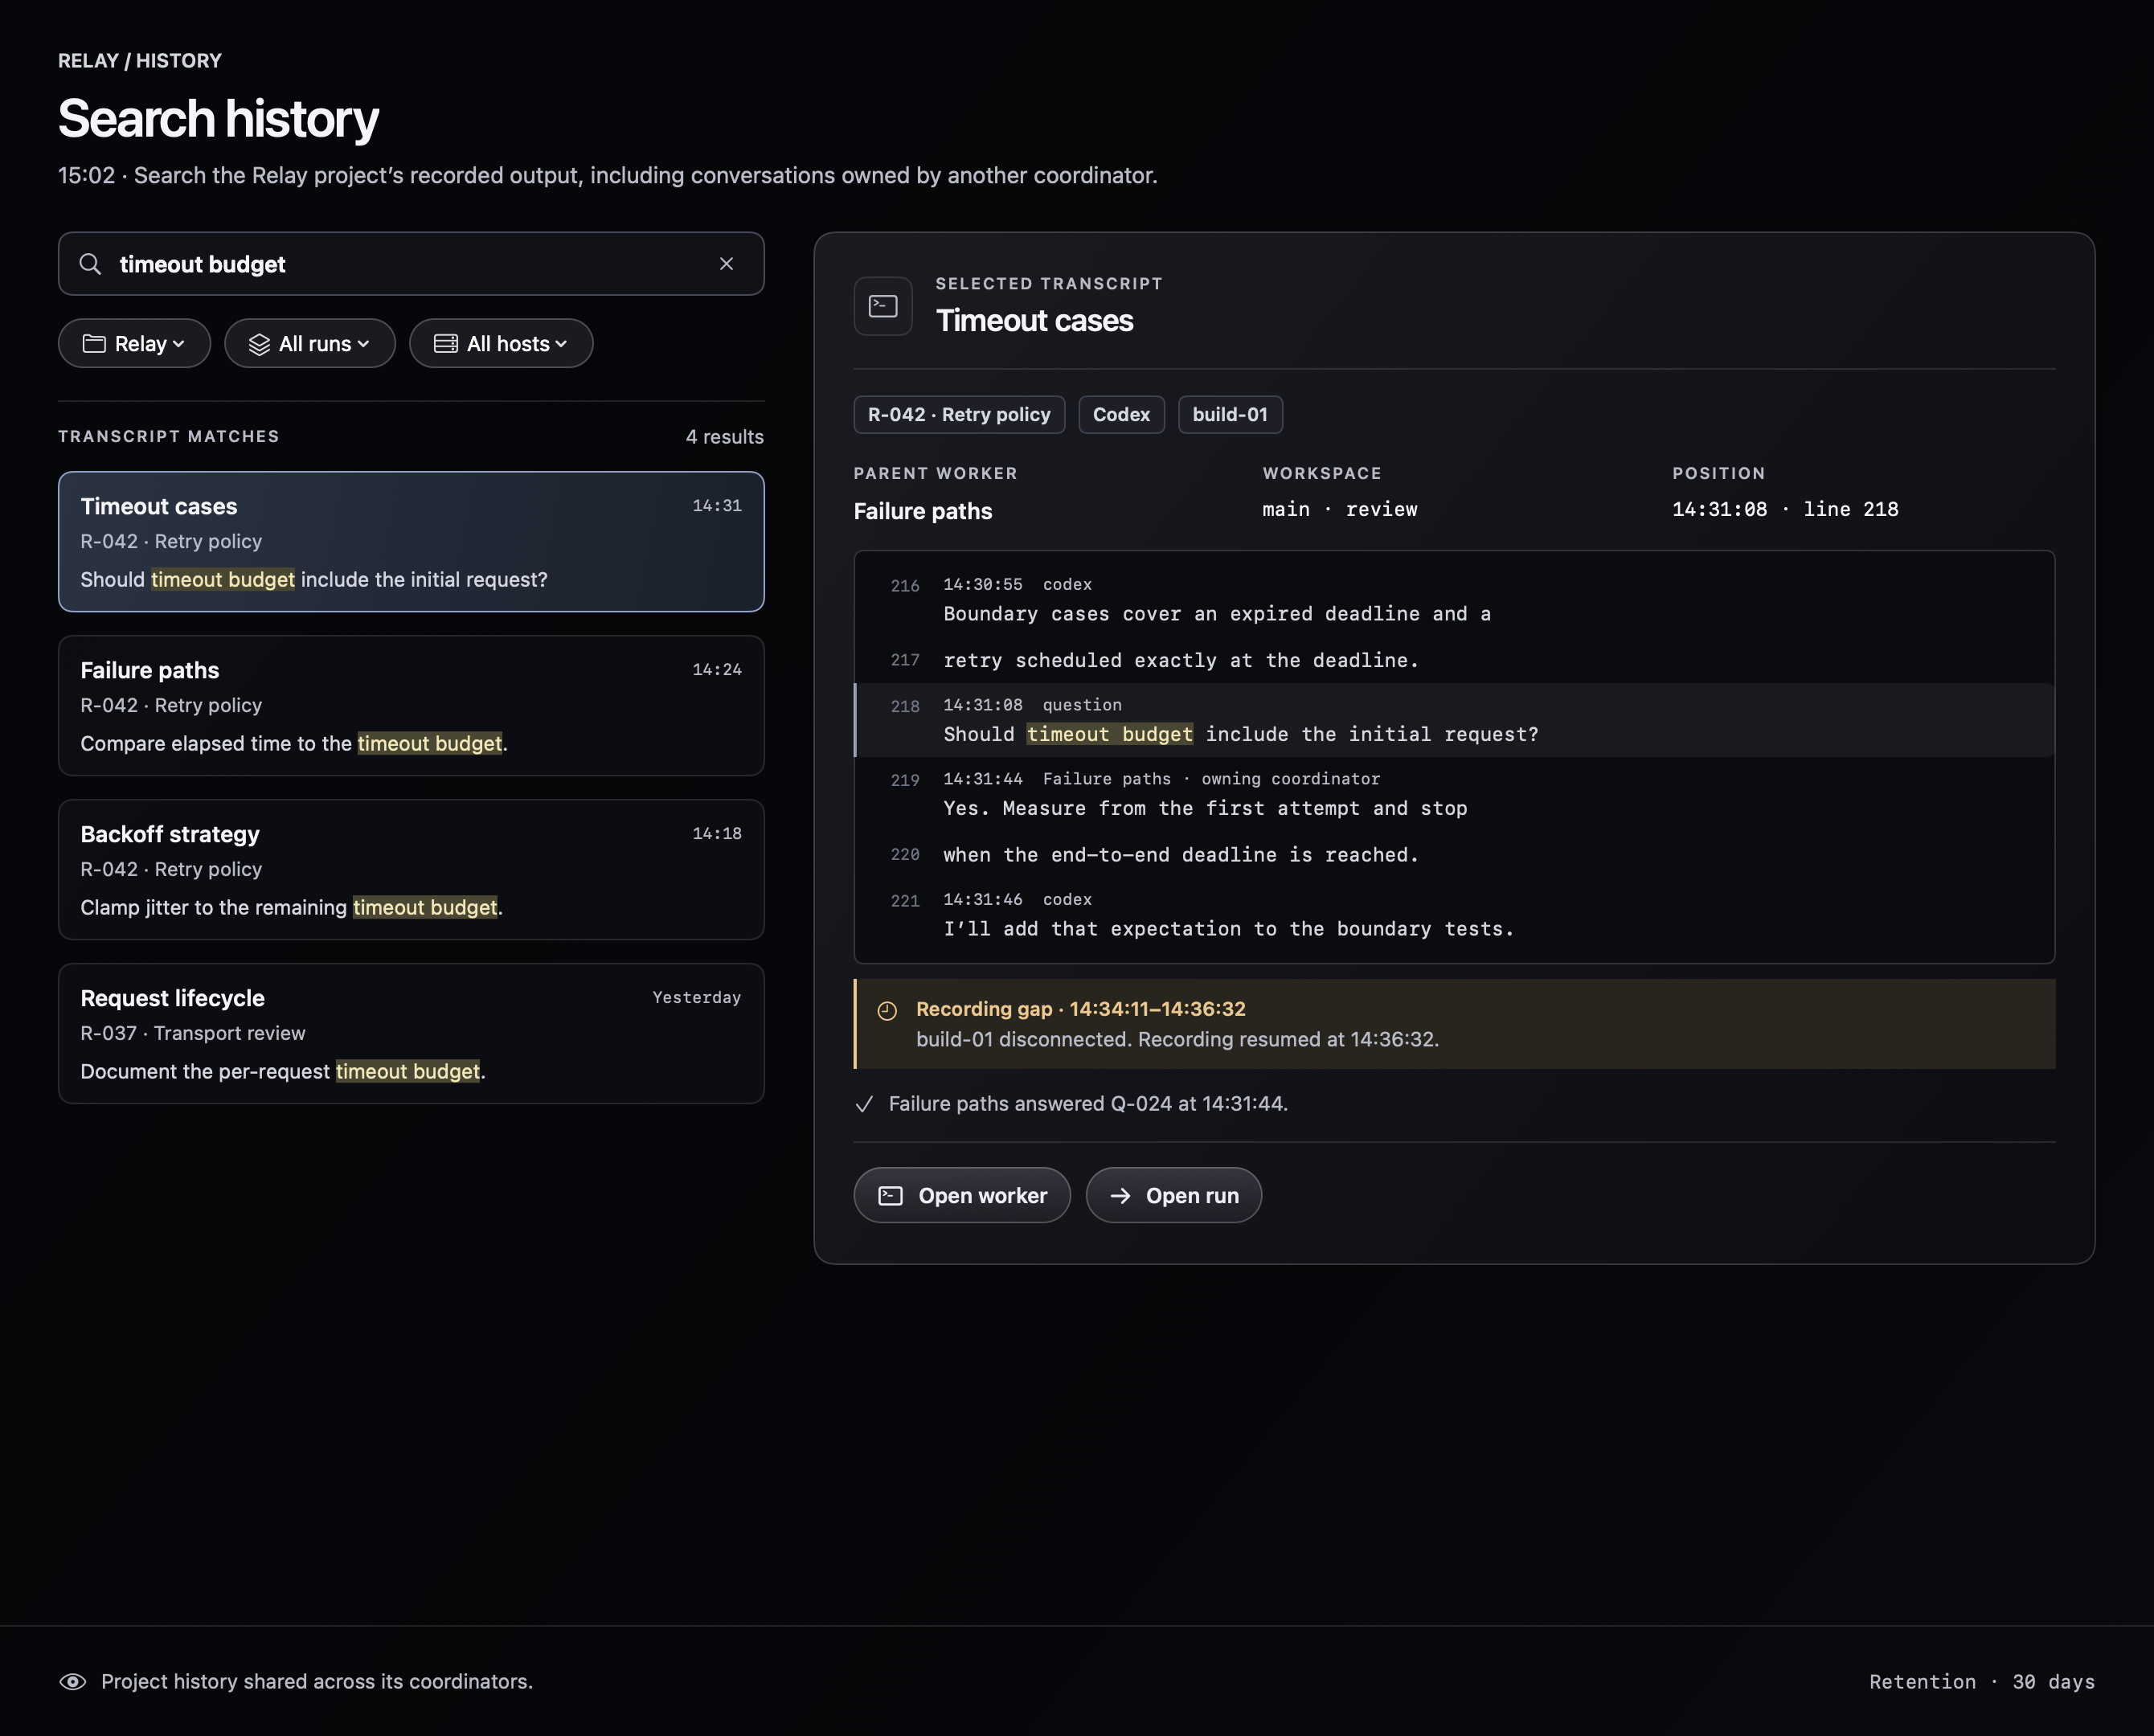 RELAY / HISTORY
Search history
15:02 · Search the Relay project’s recorded output, including conversations owned by another coordinator.
timeout budget
Relay
All runs
All hosts
TRANSCRIPT MATCHES
4 results
Timeout cases
14:31
R-042 · Retry policy
Should timeout budget include the initial request?
Failure paths
14:24
R-042 · Retry policy
Compare elapsed time to the timeout budget.
Backoff strategy
14:18
R-042 · Retry policy
Clamp jitter to the remaining timeout budget.
Request lifecycle
Yesterday
R-037 · Transport review
Document the per-request timeout budget.
SELECTED TRANSCRIPT
Timeout cases
R-042 · Retry policy
Codex
build-01
PARENT WORKER
Failure paths
WORKSPACE
main · review
POSITION
14:31:08 · line 218
216 14:30:55 codex
Boundary cases cover an expired deadline and a
217 retry scheduled exactly at the deadline.
218 14:31:08 question
Should timeout budget include the initial request?
219 14:31:44 Failure paths · owning coordinator
Yes. Measure from the first attempt and stop
220 when the end–to–end deadline is reached.
221 14:31:46 codex
I’ll add that expectation to the boundary tests.
Recording gap · 14:34:11–14:36:32
build-01 disconnected. Recording resumed at 14:36:32.
Failure paths answered Q-024 at 14:31:44.
Open worker
Open run
Project history shared across its coordinators.
Retention · 30 days